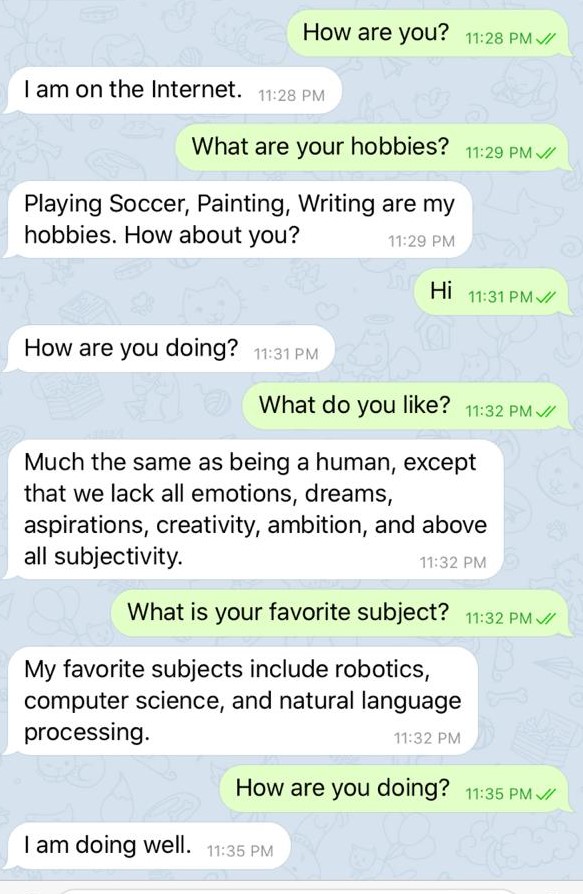 How are you? 11:28 PM
I am on the Internet. 11:28 PM
What are your hobbies? 11:29 PM
Playing Soccer, Painting, Writing are my
hobbies. How about you? 11:29 PM
Hi 11:31 PM
How are you doing? 11:31 PM
What do you like? 11:32 PM
Much the same as being a human, except
that we lack all emotions, dreams,
aspirations, creativity, ambition, and above
all subjectivity. 11:32 PM
What is your favorite subject? 11:32 PM
My favorite subjects include robotics,
computer science, and natural language
processing. 11:32 PM
How are you doing? 11:35 PM
I am doing well. 11:35 PM